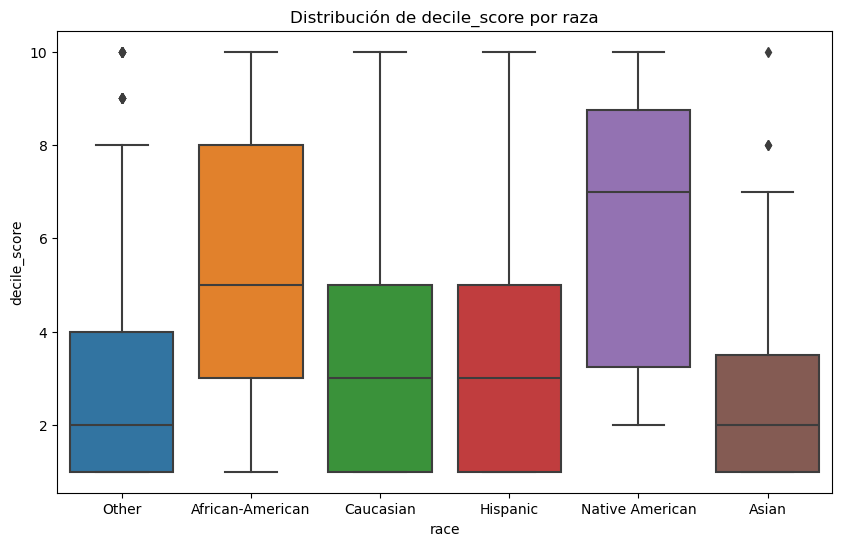 Distribución de decile_score por raza
10
8
6
4
2
decile_score
Other African-American Caucasian Hispanic Native American Asian
race